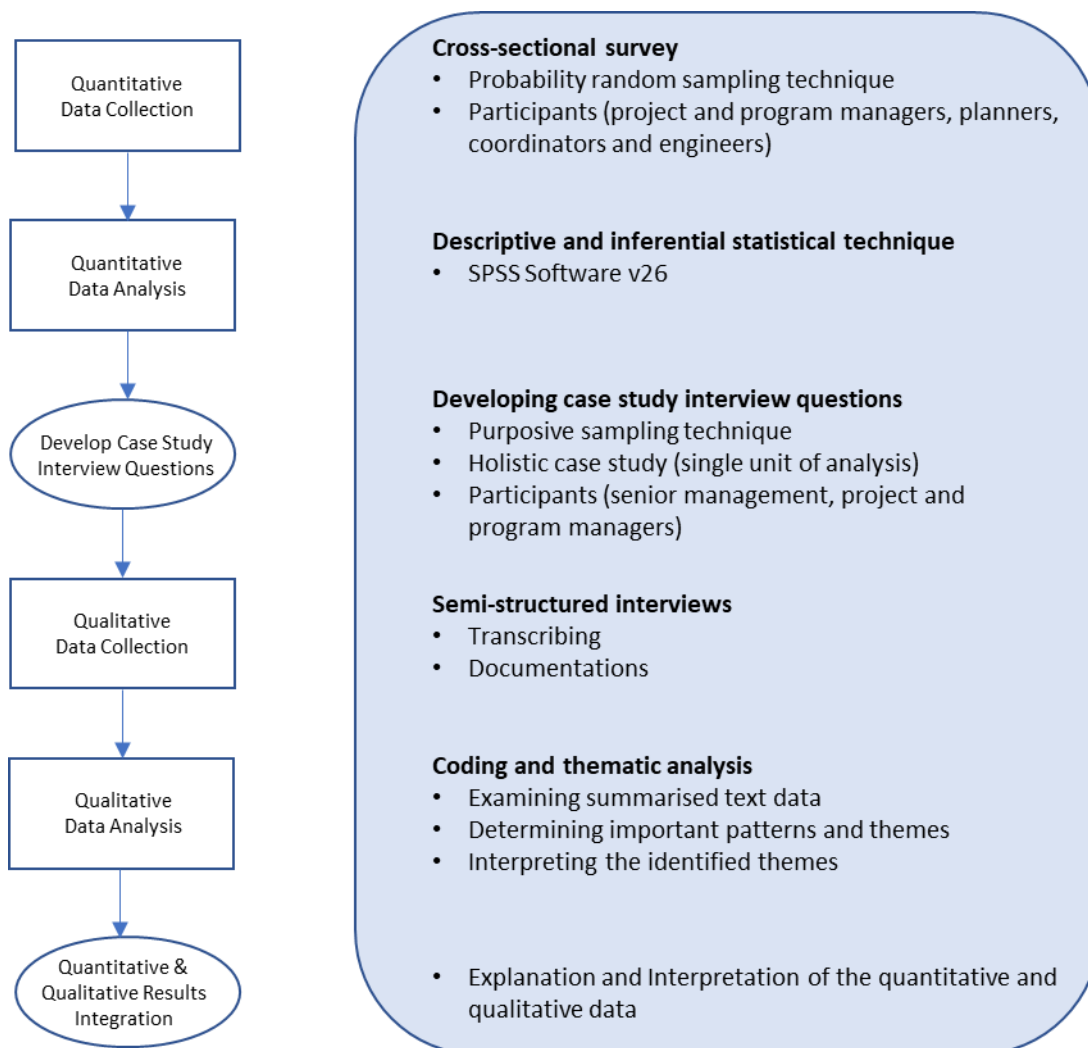 Quantitative
Data Collection
Cross-sectional survey
• Probability random sampling technique
• Participants (project and program managers, planners,
coordinators and engineers)
Quantitative
Data Analysis
Descriptive and inferential statistical technique
• SPSS Software v26
Develop Case Study
Interview Questions
Developing case study interview questions
• Purposive sampling technique
• Holistic case study (single unit of analysis)
• Participants (senior management, project and
program managers)
Qualitative
Data Collection
Semi-structured interviews
• Transcribing
• Documentations
Qualitative
Data Analysis
Coding and thematic analysis
• Examining summarised text data
• Determining important patterns and themes
• Interpreting the identified themes
Quantitative &
Qualitative Results
Integration
• Explanation and Interpretation of the quantitative and
qualitative data